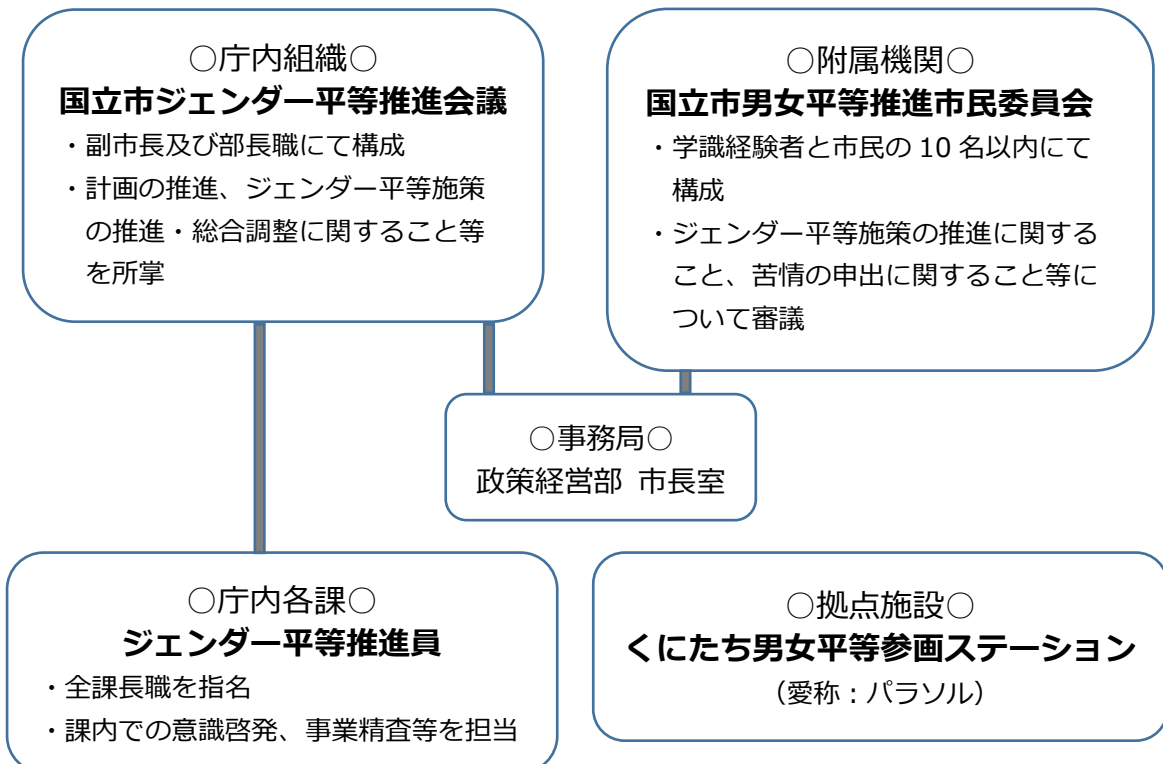 ○庁内組織○
国立市ジェンダー平等推進会議
・副市長及び部長職にて構成
・計画の推進、ジェンダー平等施策
の推進・総合調整に関すること等
を所掌
○附属機関○
国立市男女平等推進市民委員会
・学識経験者と市民の 10 名以内にて
構成
・ジェンダー平等施策の推進に関する
こと、苦情の申出に関すること等に
ついて審議
○事務局○
政策経営部 市長室
○庁内各課○
ジェンダー平等推進員
・全課長職を指名
・課内での意識啓発、事業精査等を担当
○拠点施設○
くにたち男女平等参画ステーション
（愛称：パラソル）